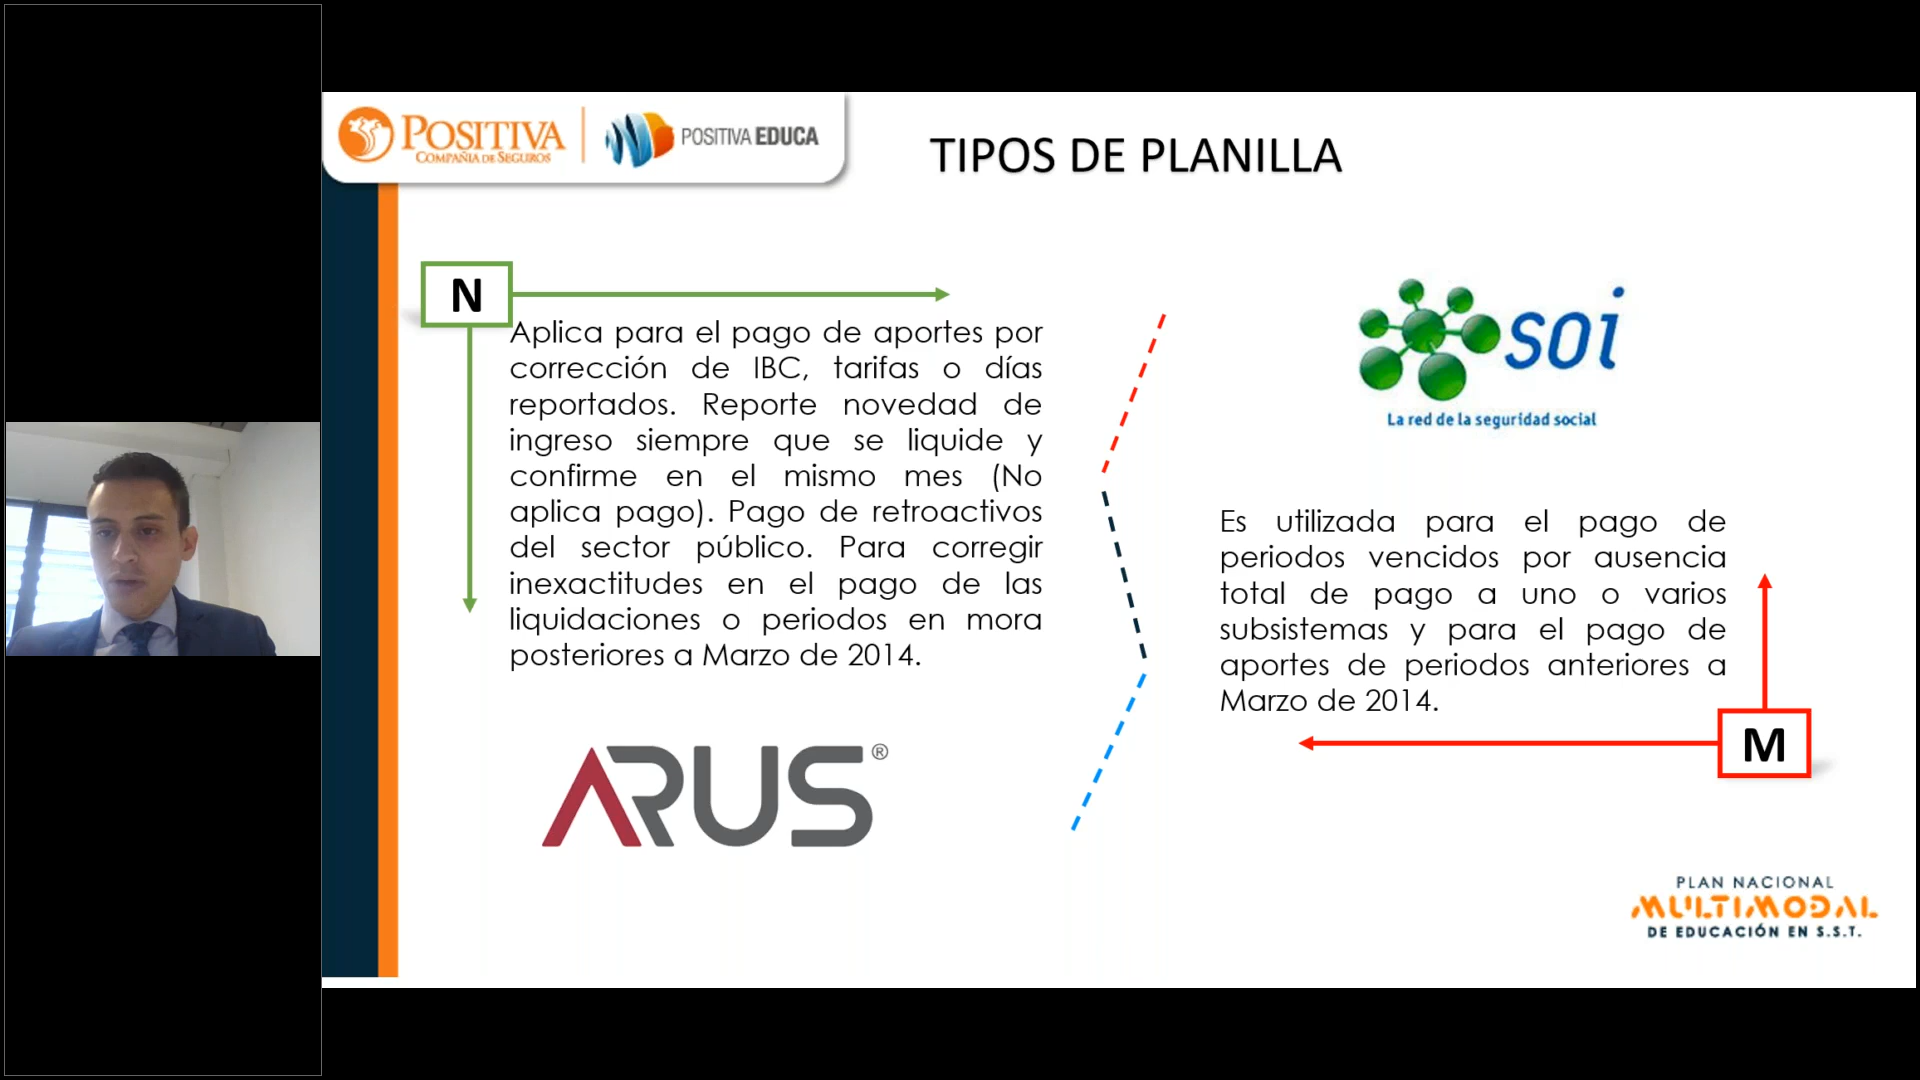 POSITIVA
COMPAÑIA DE SEGUROS
POSITIVA EDUCA
TIPOS DE PLANILLA
N
Aplica para el pago de aportes por
corrección de IBC, tarifas o días
reportados. Reporte novedad de
ingreso siempre que se liquide y
confirme en el mismo mes (No
aplica pago). Pago de retroactivos
del sector público. Para corregir
inexactitudes en el pago de las
liquidaciones o periodos en mora
posteriores a Marzo de 2014.
ARUS®
soi
La red de la seguridad social
Es utilizada para el pago de
periodos vencidos por ausencia
total de pago a uno o varios
subsistemas y para el pago de
aportes de periodos anteriores a
Marzo de 2014.
M
PLAN NACIONAL
MULTIMODAL
DE EDUCACIÓN EN S.S.T.